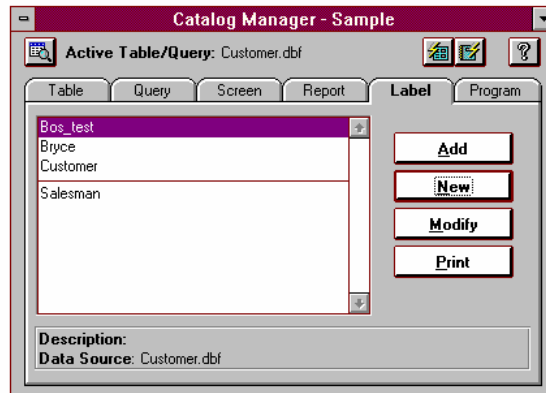 Catalog Manager - Sample
Active Table/Query: Customer.dbf
?
Table Query Screen Report Label Program
Bos_test
Bryce
Customer
Salesman
Add
New
Modify
Print
Description:
Data Source: Customer.dbf